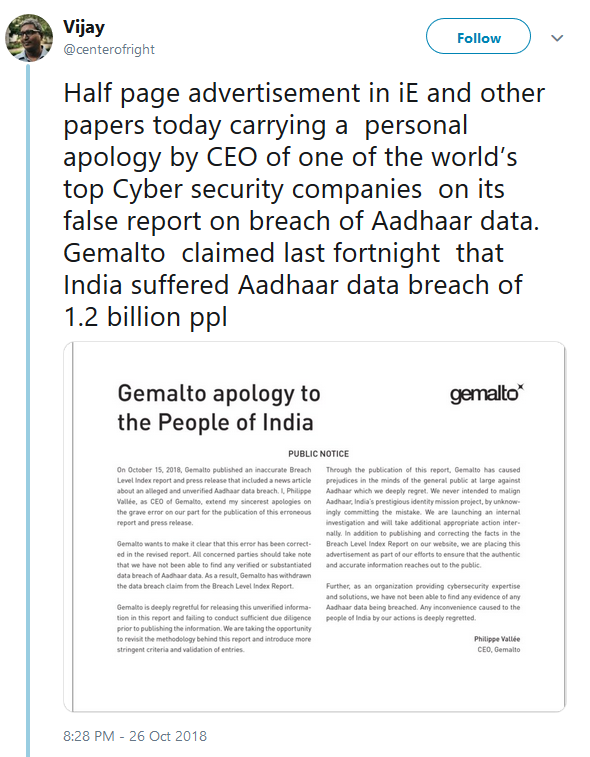 Vijay
@centerofright
Follow
Half page advertisement in iE and other
papers today carrying a personal
apology by CEO of one of the world’s
top Cyber security companies on its
false report on breach of Aadhaar data.
Gemalto claimed last fortnight that
India suffered Aadhaar data breach of
1.2 billion ppl
Gemalto apology to
the People of India
gemalto
PUBLIC NOTICE
On October 15, 2018, Gemalto published an inaccurate Breach
Level Index report and press release that included a news article
about an alleged and unverified Aadhaar data breach. I, Philippe
Vallée, as CEO of Gemalto, extend my sincerest apologies on
the grave error on our part for the publication of this erroneous
report and press release.
Gemalto wants to make it clear that this error has been correct-
ed in the revised report. All concerned parties should take note
that we have not been able to find any verified or substantiated
data breach of Aadhaar data. As a result, Gemalto has withdrawn
the data breach claim from the Breach Level Index Report.
Gemalto is deeply regretful for releasing this unverified informa-
tion in this report and failing to conduct sufficient due diligence
prior to publishing the information. We are taking the opportunity
to revisit the methodology behind this report and introduce more
stringent criteria and validation of entries.
Through the publication of this report, Gemalto has caused
prejudices in the minds of the general public at large against
Aadhaar which we deeply regret. We never intended to malign
Aadhaar, India's prestigious identity mission project, by unknow-
ingly committing the mistake. We are launching an internal
investigation and will take additional appropriate action inter-
nally. In addition to publishing and correcting the facts in the
Breach Level Index Report on our website, we are placing this
advertisement as part of our efforts to ensure that the authentic
and accurate information reaches out to the public.
Further, as an organization providing cybersecurity expertise
and solutions, we have not been able to find any evidence of any
Aadhaar data being breached. Any inconvenience caused to the
people of India by our actions is deeply regretted.
Philippe Vallée
CEO, Gemalto
8:28 PM - 26 Oct 2018